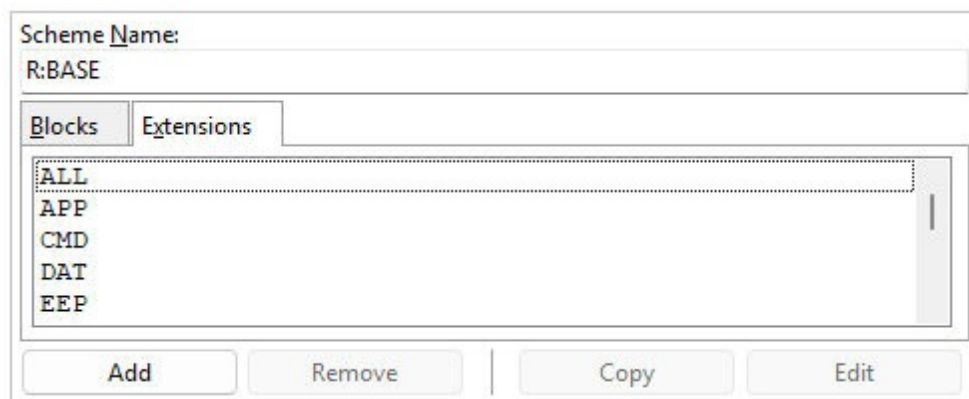 Scheme Name:
R:BASE
Blocks Extensions
ALL
APP
CMD
DAT
EEP
Add Remove Copy Edit